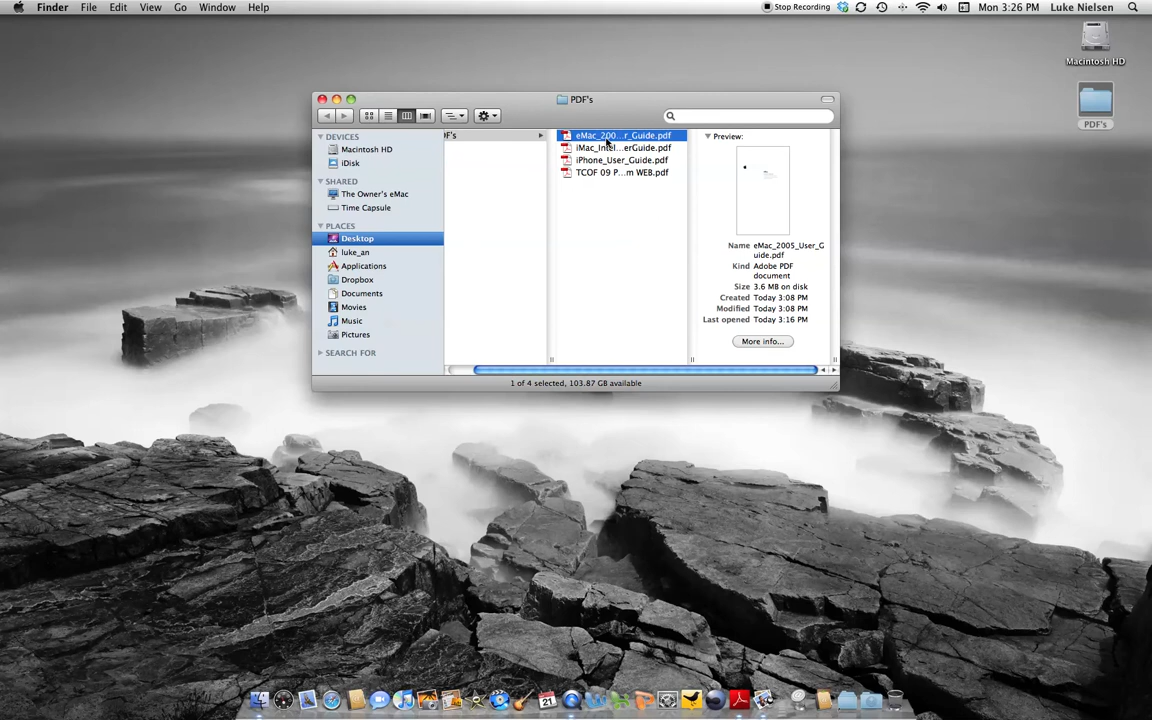 Finder File Edit View Go Window Help
Stop Recording Mon 3:26 PM Luke Nielsen
Macintosh HD
PDF's
PDF's
DEVICES
Macintosh HD
iDisk
SHARED
The Owner's eMac
Time Capsule
PLACES
Desktop
luke_an
Applications
Dropbox
Documents
Movies
Music
Pictures
SEARCH FOR
F's
eMac_200...r_Guide.pdf
iMac_Intel...erGuide.pdf
iPhone_User_Guide.pdf
TCOF 09 P...m WEB.pdf
Preview:
Name eMac_2005_User_G
uide.pdf
Kind Adobe PDF
document
Size 3.6 MB on disk
Created Today 3:08 PM
Modified Today 3:08 PM
Last opened Today 3:16 PM
More info...
1 of 4 selected, 103.87 GB available
21